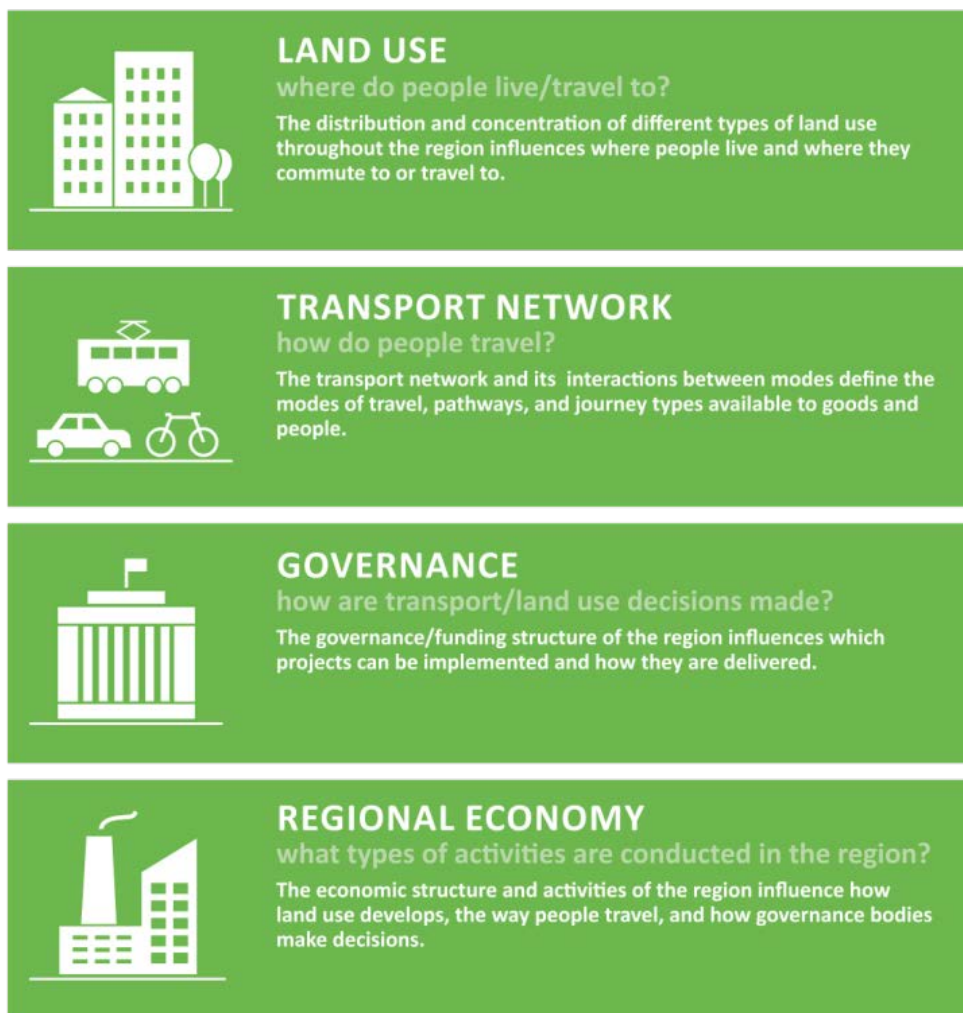 LAND USE
where do people live/travel to?
The distribution and concentration of different types of land use
throughout the region influences where people live and where they
commute to or travel to.
TRANSPORT NETWORK
how do people travel?
The transport network and its interactions between modes define the
modes of travel, pathways, and journey types available to goods and
people.
GOVERNANCE
how are transport/land use decisions made?
The governance/funding structure of the region influences which
projects can be implemented and how they are delivered.
REGIONAL ECONOMY
what types of activities are conducted in the region?
The economic structure and activities of the region influence how
land use develops, the way people travel, and how governance bodies
make decisions.